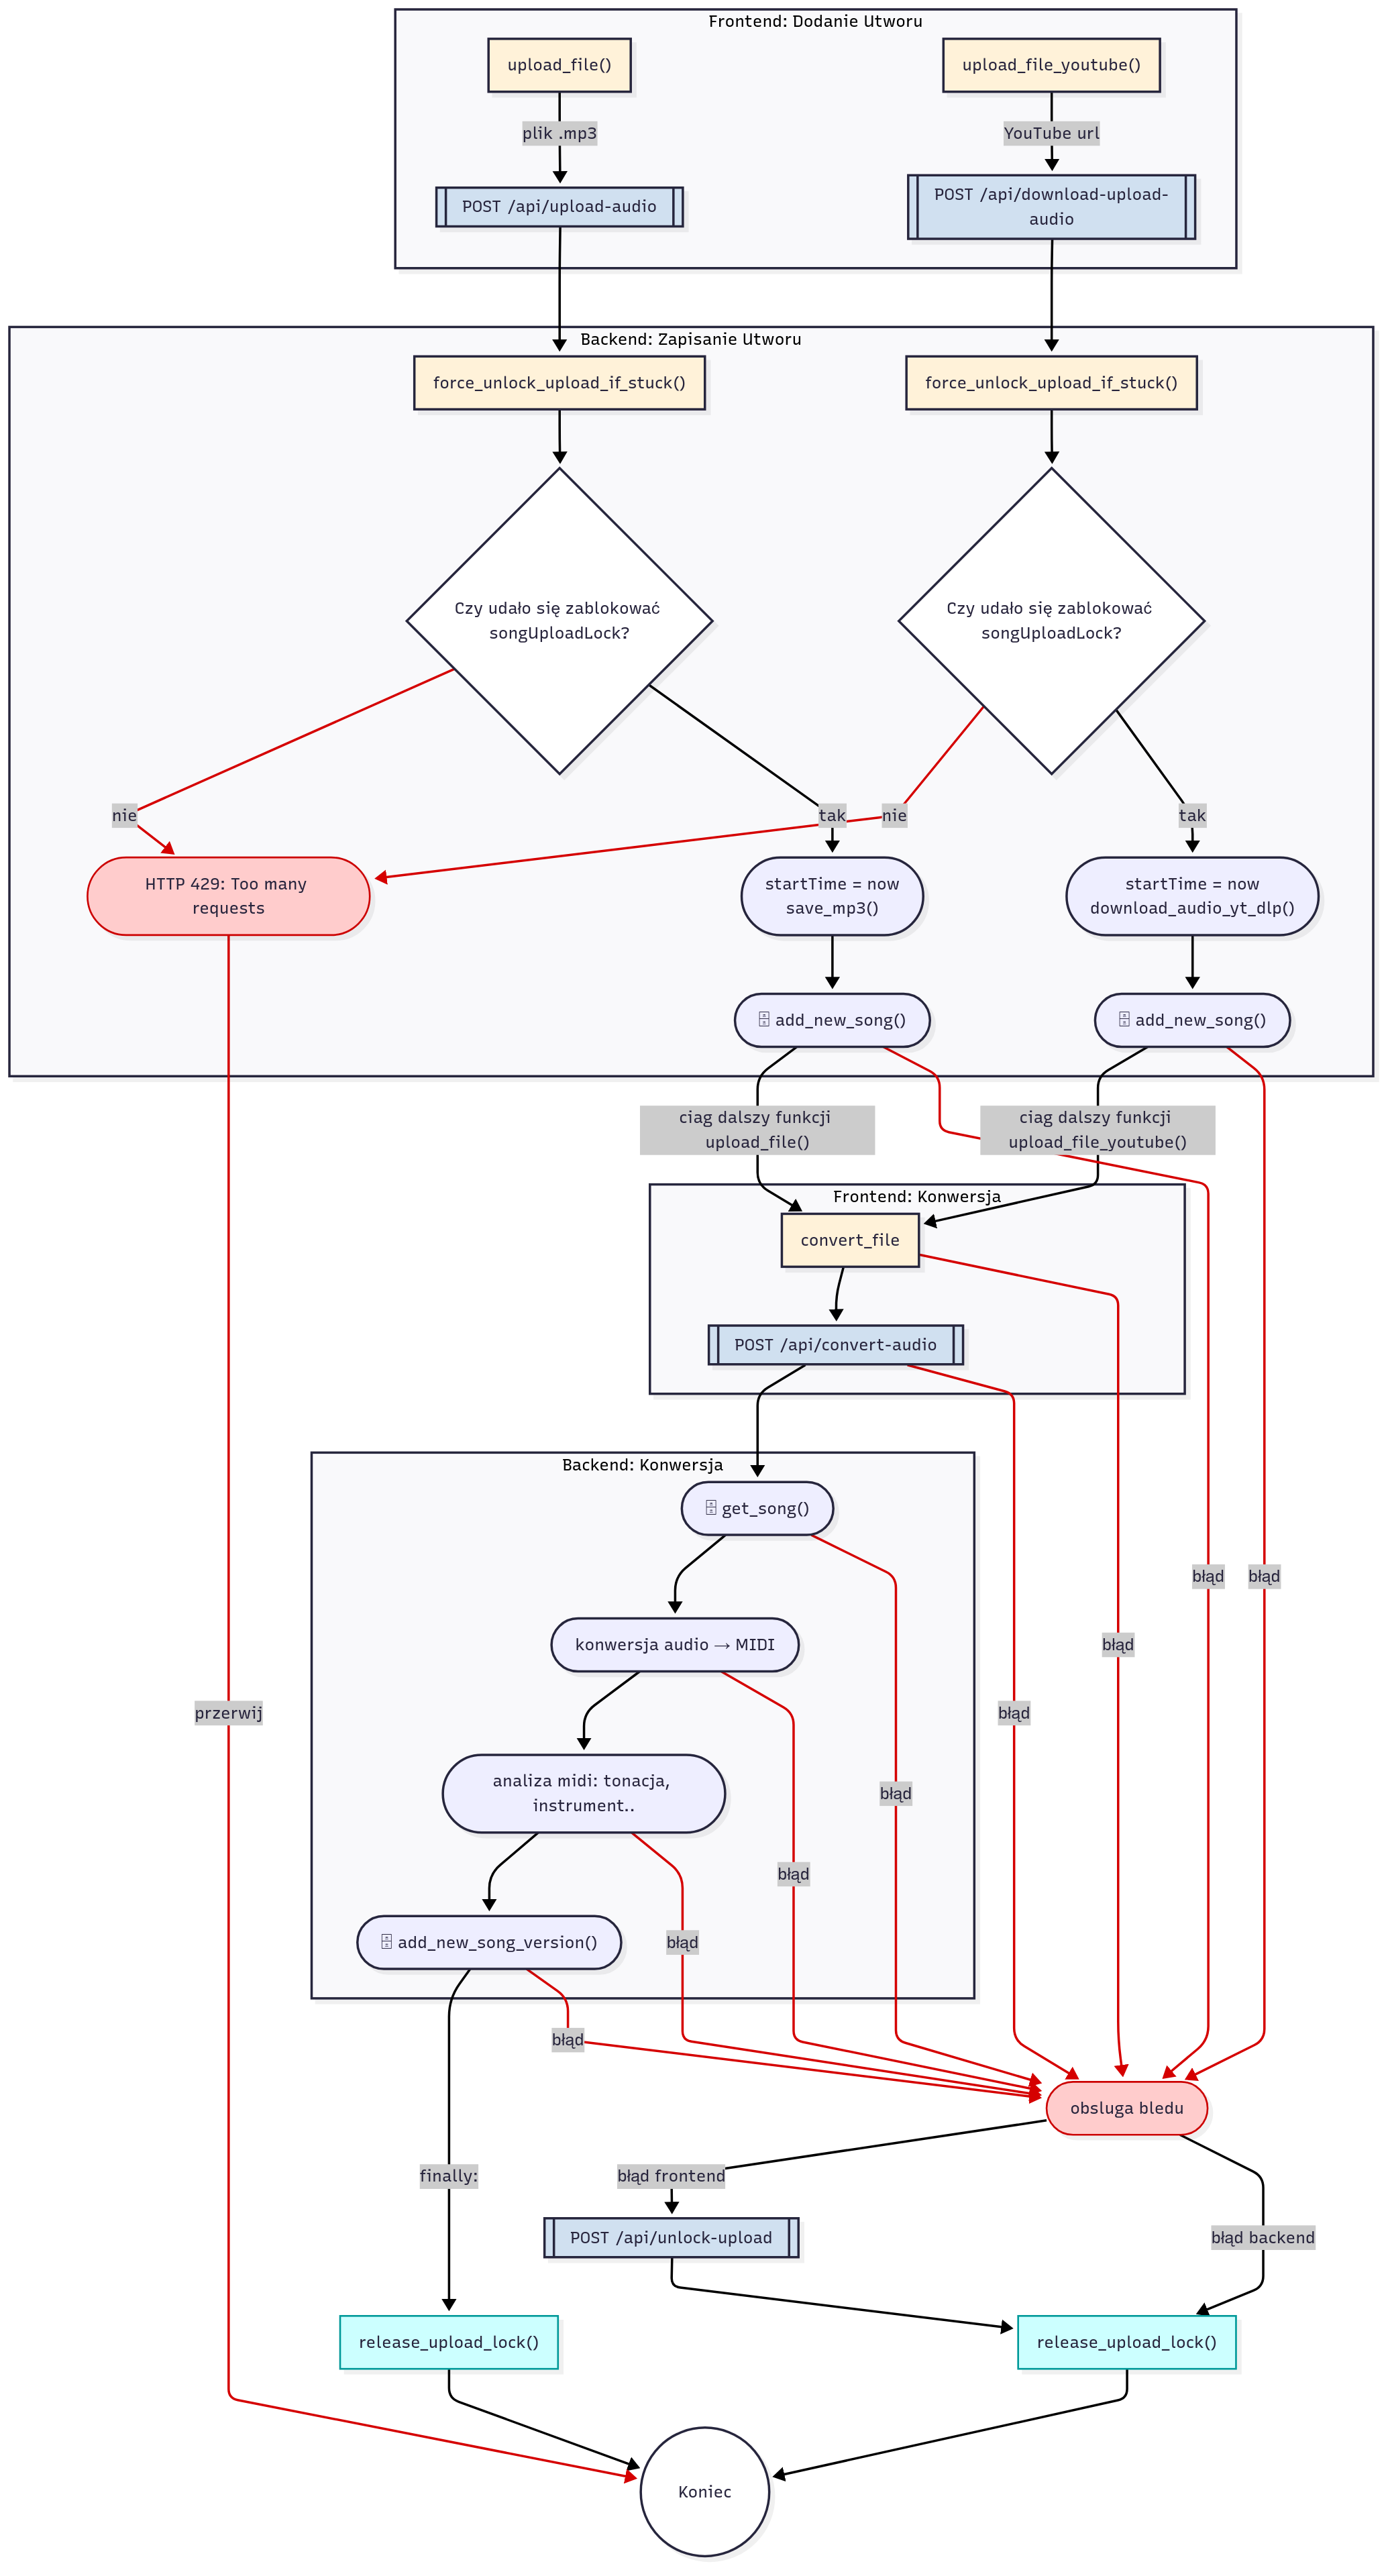 Frontend: Dodanie Utworu
upload_file()
upload_file_youtube()
plik .mp3
YouTube url
POST /api/upload-audio
POST /api/download-upload-
audio
Backend: Zapisanie Utworu
force_unlock_upload_if_stuck()
force_unlock_upload_if_stuck()
Czy udało się zablokować
songUploadLock?
Czy udało się zablokować
songUploadLock?
nie
tak
nie
tak
HTTP 429: Too many
requests
startTime = now
save_mp3()
startTime = now
download_audio_yt_dlp()
add_new_song()
add_new_song()
ciag dalszy funkcji
upload_file()
ciag dalszy funkcji
upload_file_youtube()
Frontend: Konwersja
convert_file
POST /api/convert-audio
Backend: Konwersja
get_song()
błąd
błąd
konwersja audio → MIDI
błąd
przerwij
błąd
analiza midi: tonacja,
instrument..
błąd
błąd
add_new_song_version()
błąd
błąd
obsluga bledu
finally:
błąd frontend
POST /api/unlock-upload
błąd backend
release_upload_lock()
release_upload_lock()
Koniec